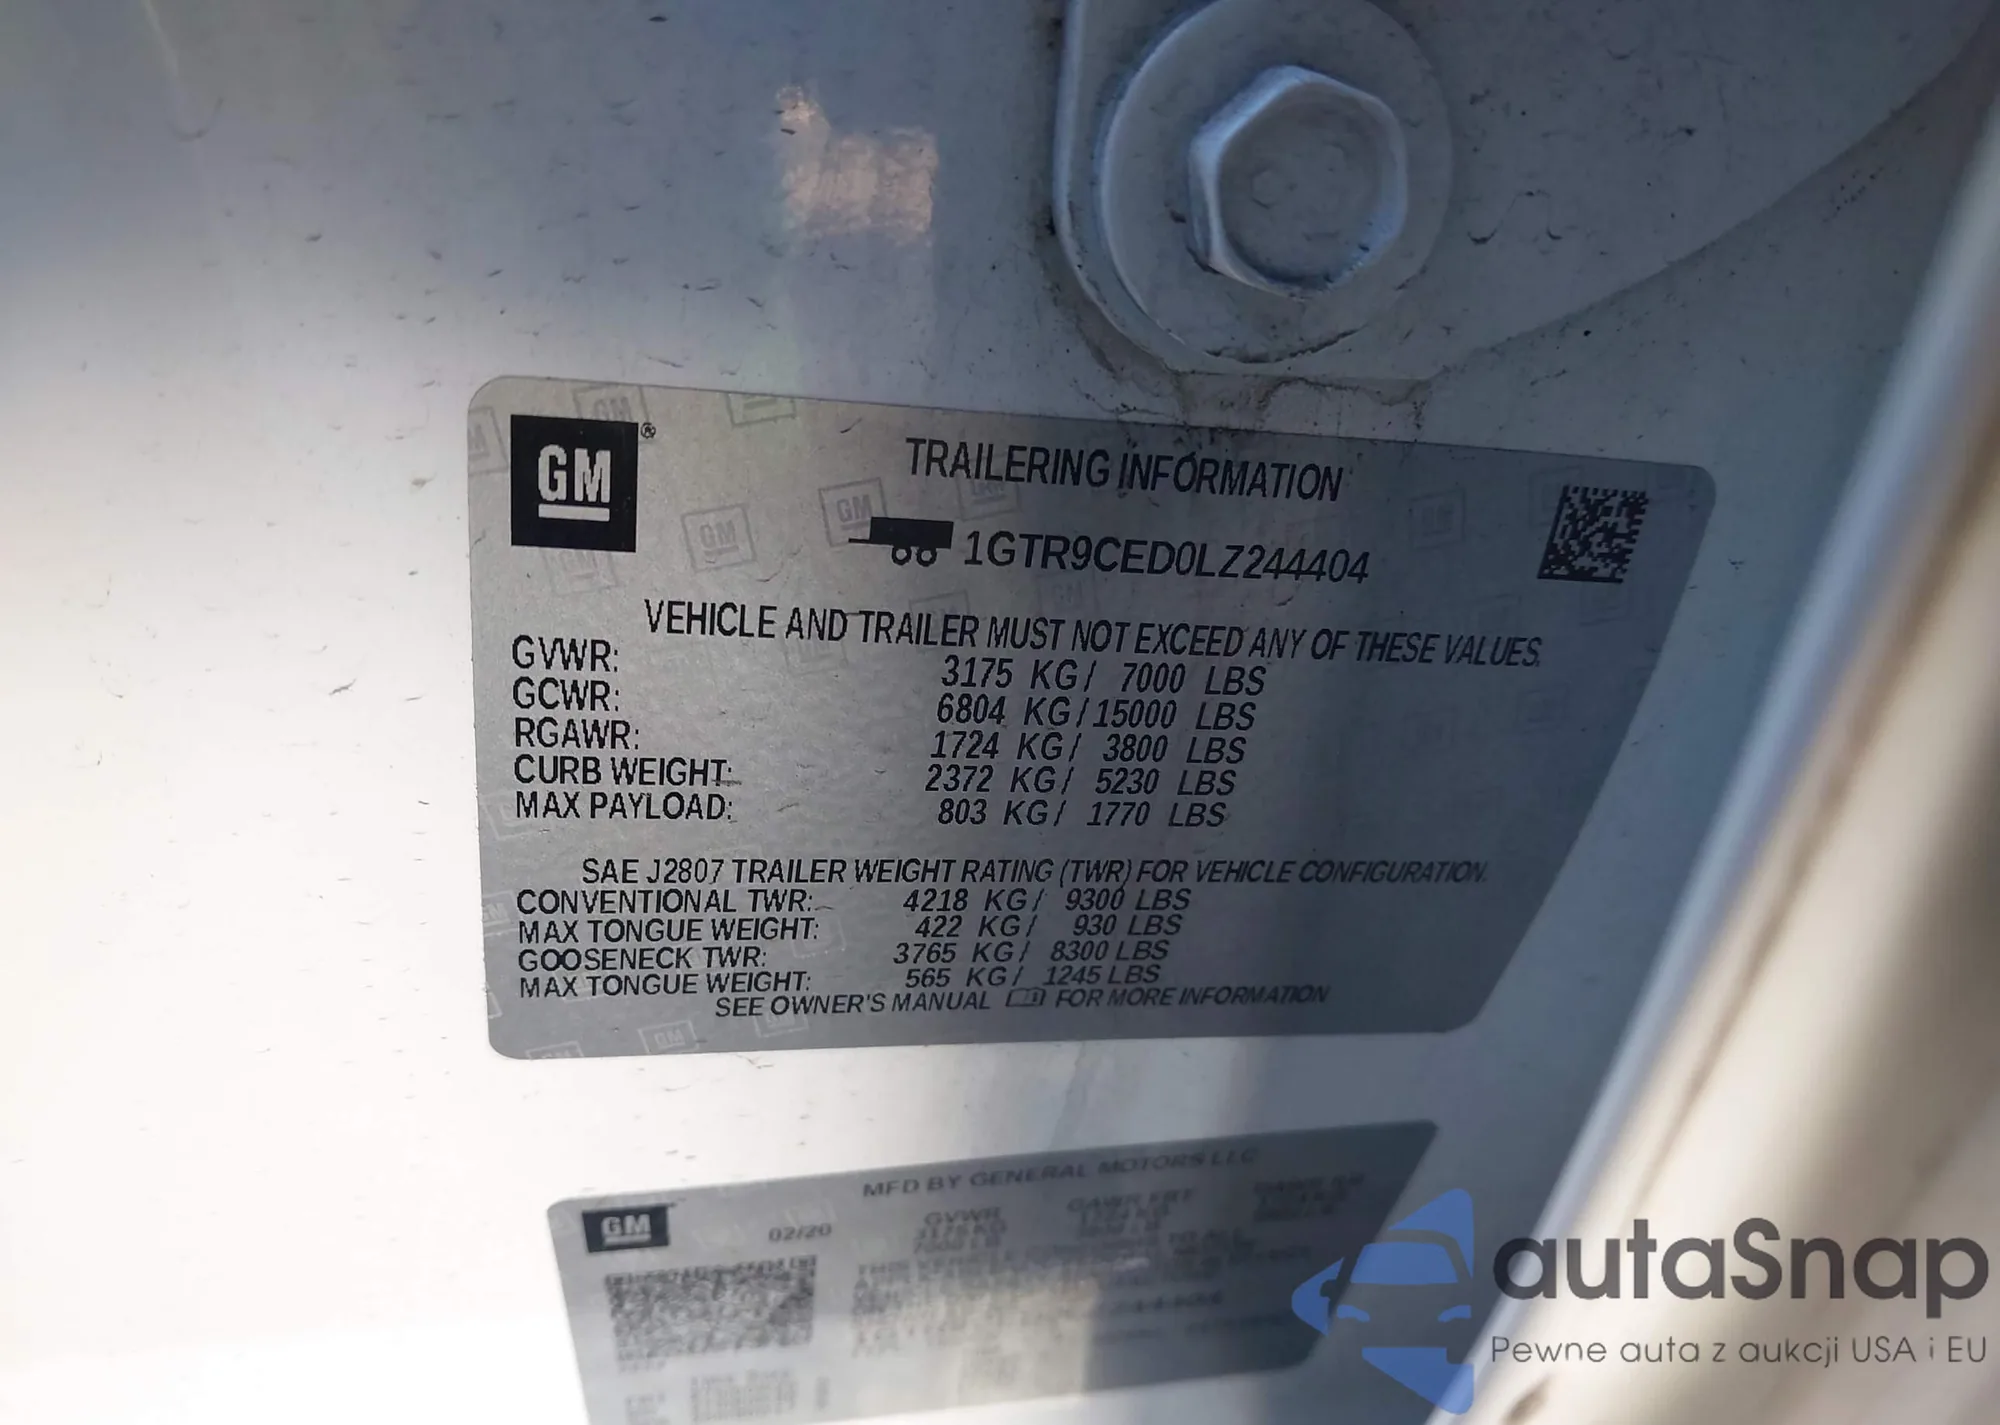 GM®
TRAILERING INFORMATION
1GTR9CED0LZ244404
VEHICLE AND TRAILER MUST NOT EXCEED ANY OF THESE VALUES.
GVWR: 3175 KG/ 7000 LBS
GCWR: 6804 KG/15000 LBS
RGAWR: 1724 KG/ 3800 LBS
CURB WEIGHT: 2372 KG/ 5230 LBS
MAX PAYLOAD: 803 KG/ 1770 LBS
SAE J2807 TRAILER WEIGHT RATING (TWR) FOR VEHICLE CONFIGURATION.
CONVENTIONAL TWR: 4218 KG/ 9300 LBS
MAX TONGUE WEIGHT: 422 KG/ 930 LBS
GOOSENECK TWR: 3765 KG/ 8300 LBS
MAX TONGUE WEIGHT: 565 KG/ 1245 LBS
SEE OWNER'S MANUAL FOR MORE INFORMATION
MFD BY GENERAL MOTORS LLC
GM
02/20
GVWR
3175 KG
7000 LB
autaSnap
Pewne auta z aukcji USA i EU